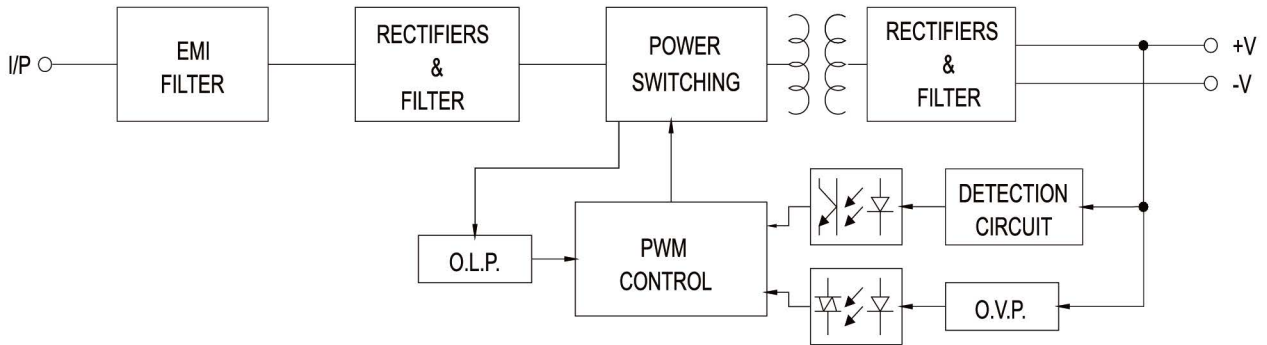 I/P
EMI
FILTER
RECTIFIERS
&
FILTER
POWER
SWITCHING
RECTIFIERS
&
FILTER
+V
-V
O.L.P.
PWM
CONTROL
DETECTION
CIRCUIT
O.V.P.